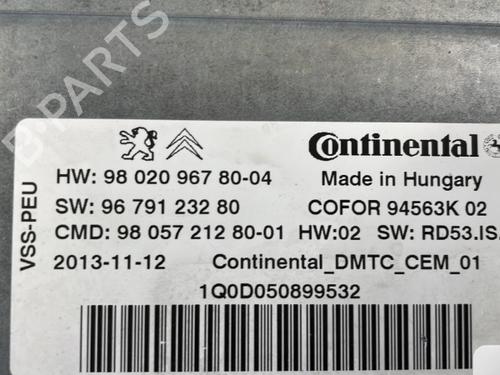 B-PARTS
Continental
HW: 98 020 967 80-04 Made in Hungary
SW: 96 791 232 80 COFOR 94563K 02
CMD: 98 057 212 80-01 HW:02 SW: RD53.IS
2013-11-12 Continental_DMTC_CEM_01
1Q0D050899532
VSS-PEU